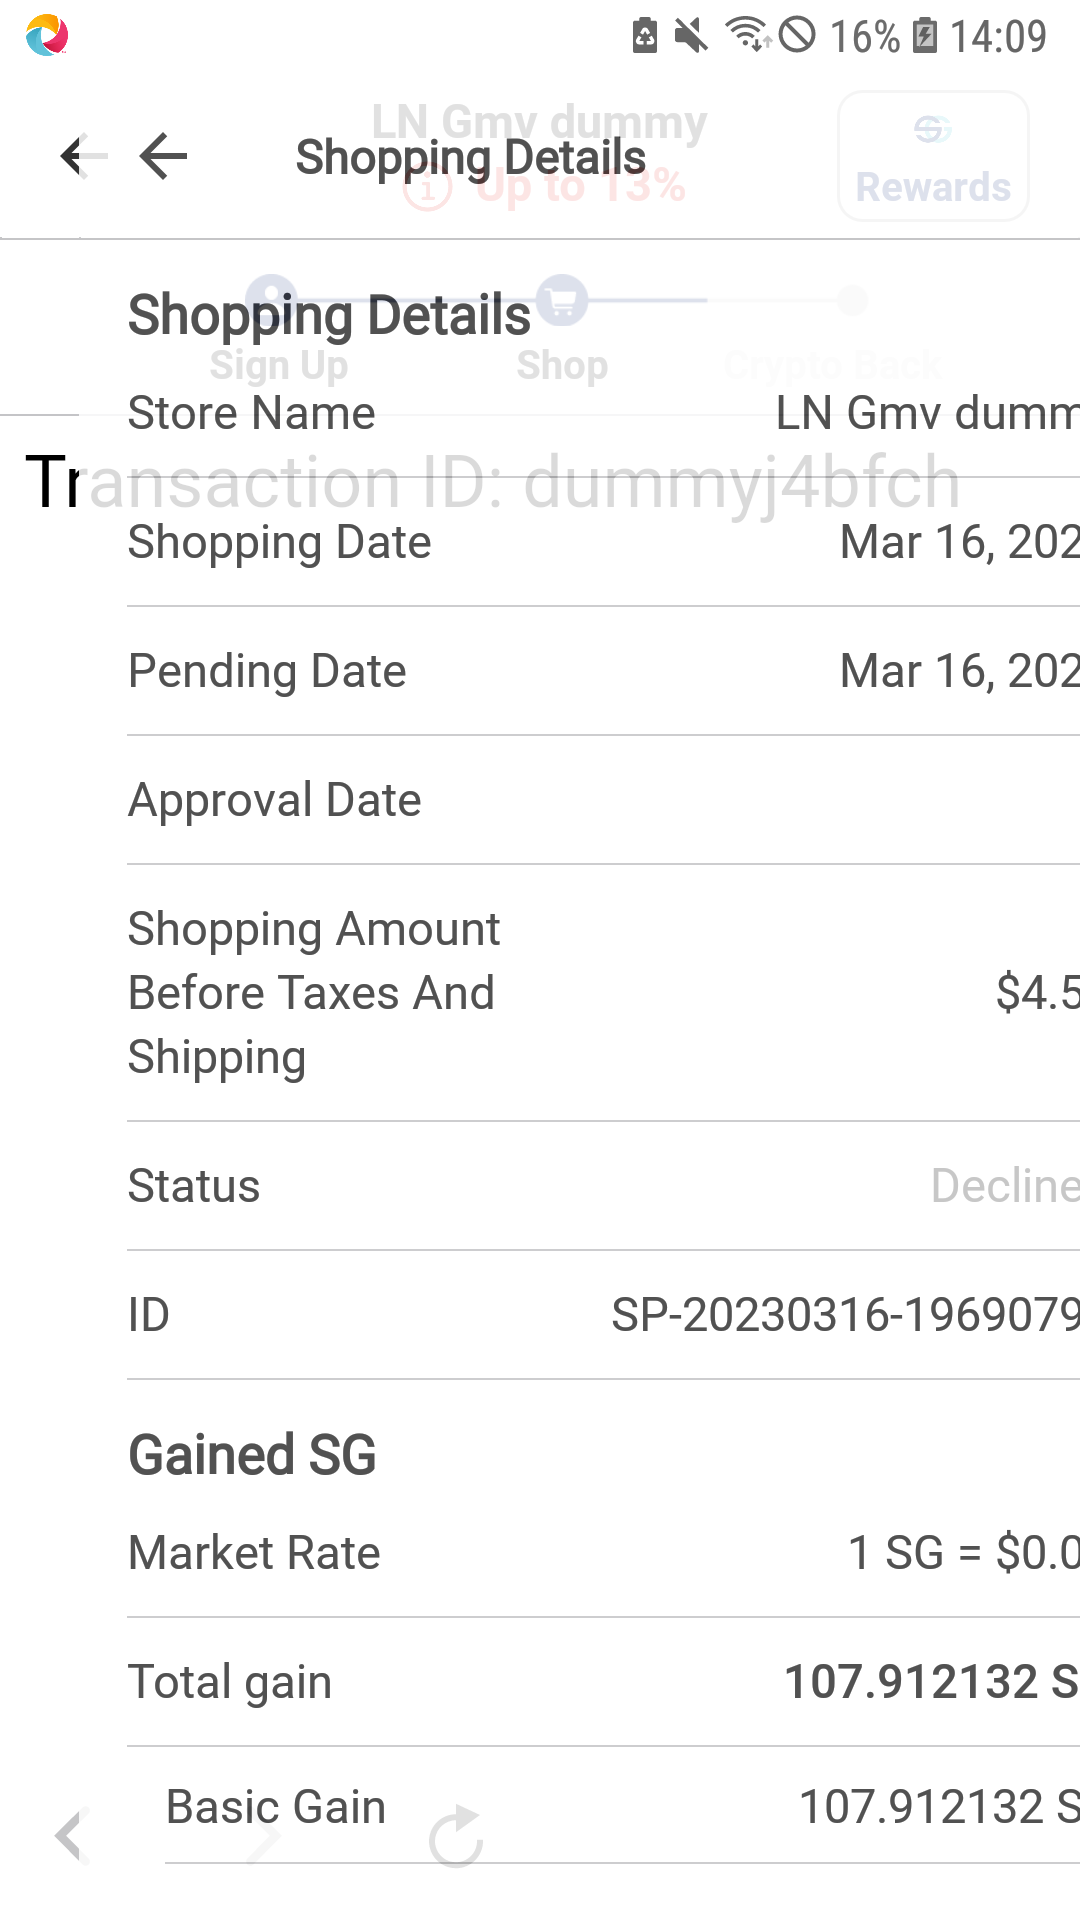 16% 14:09
LN Gmv dummy
Shopping Details
Up to 13%
Rewards
Shopping Details
Sign Up Shop Crypto Back
Store Name LN Gmv dumm
Transaction ID: dummyj4bfch
Shopping Date Mar 16, 202
Pending Date Mar 16, 202
Approval Date
Shopping Amount
Before Taxes And $4.5
Shipping
Status Decline
ID SP-20230316-1969079
Gained SG
Market Rate 1 SG = $0.0
Total gain 107.912132 S
Basic Gain 107.912132 S